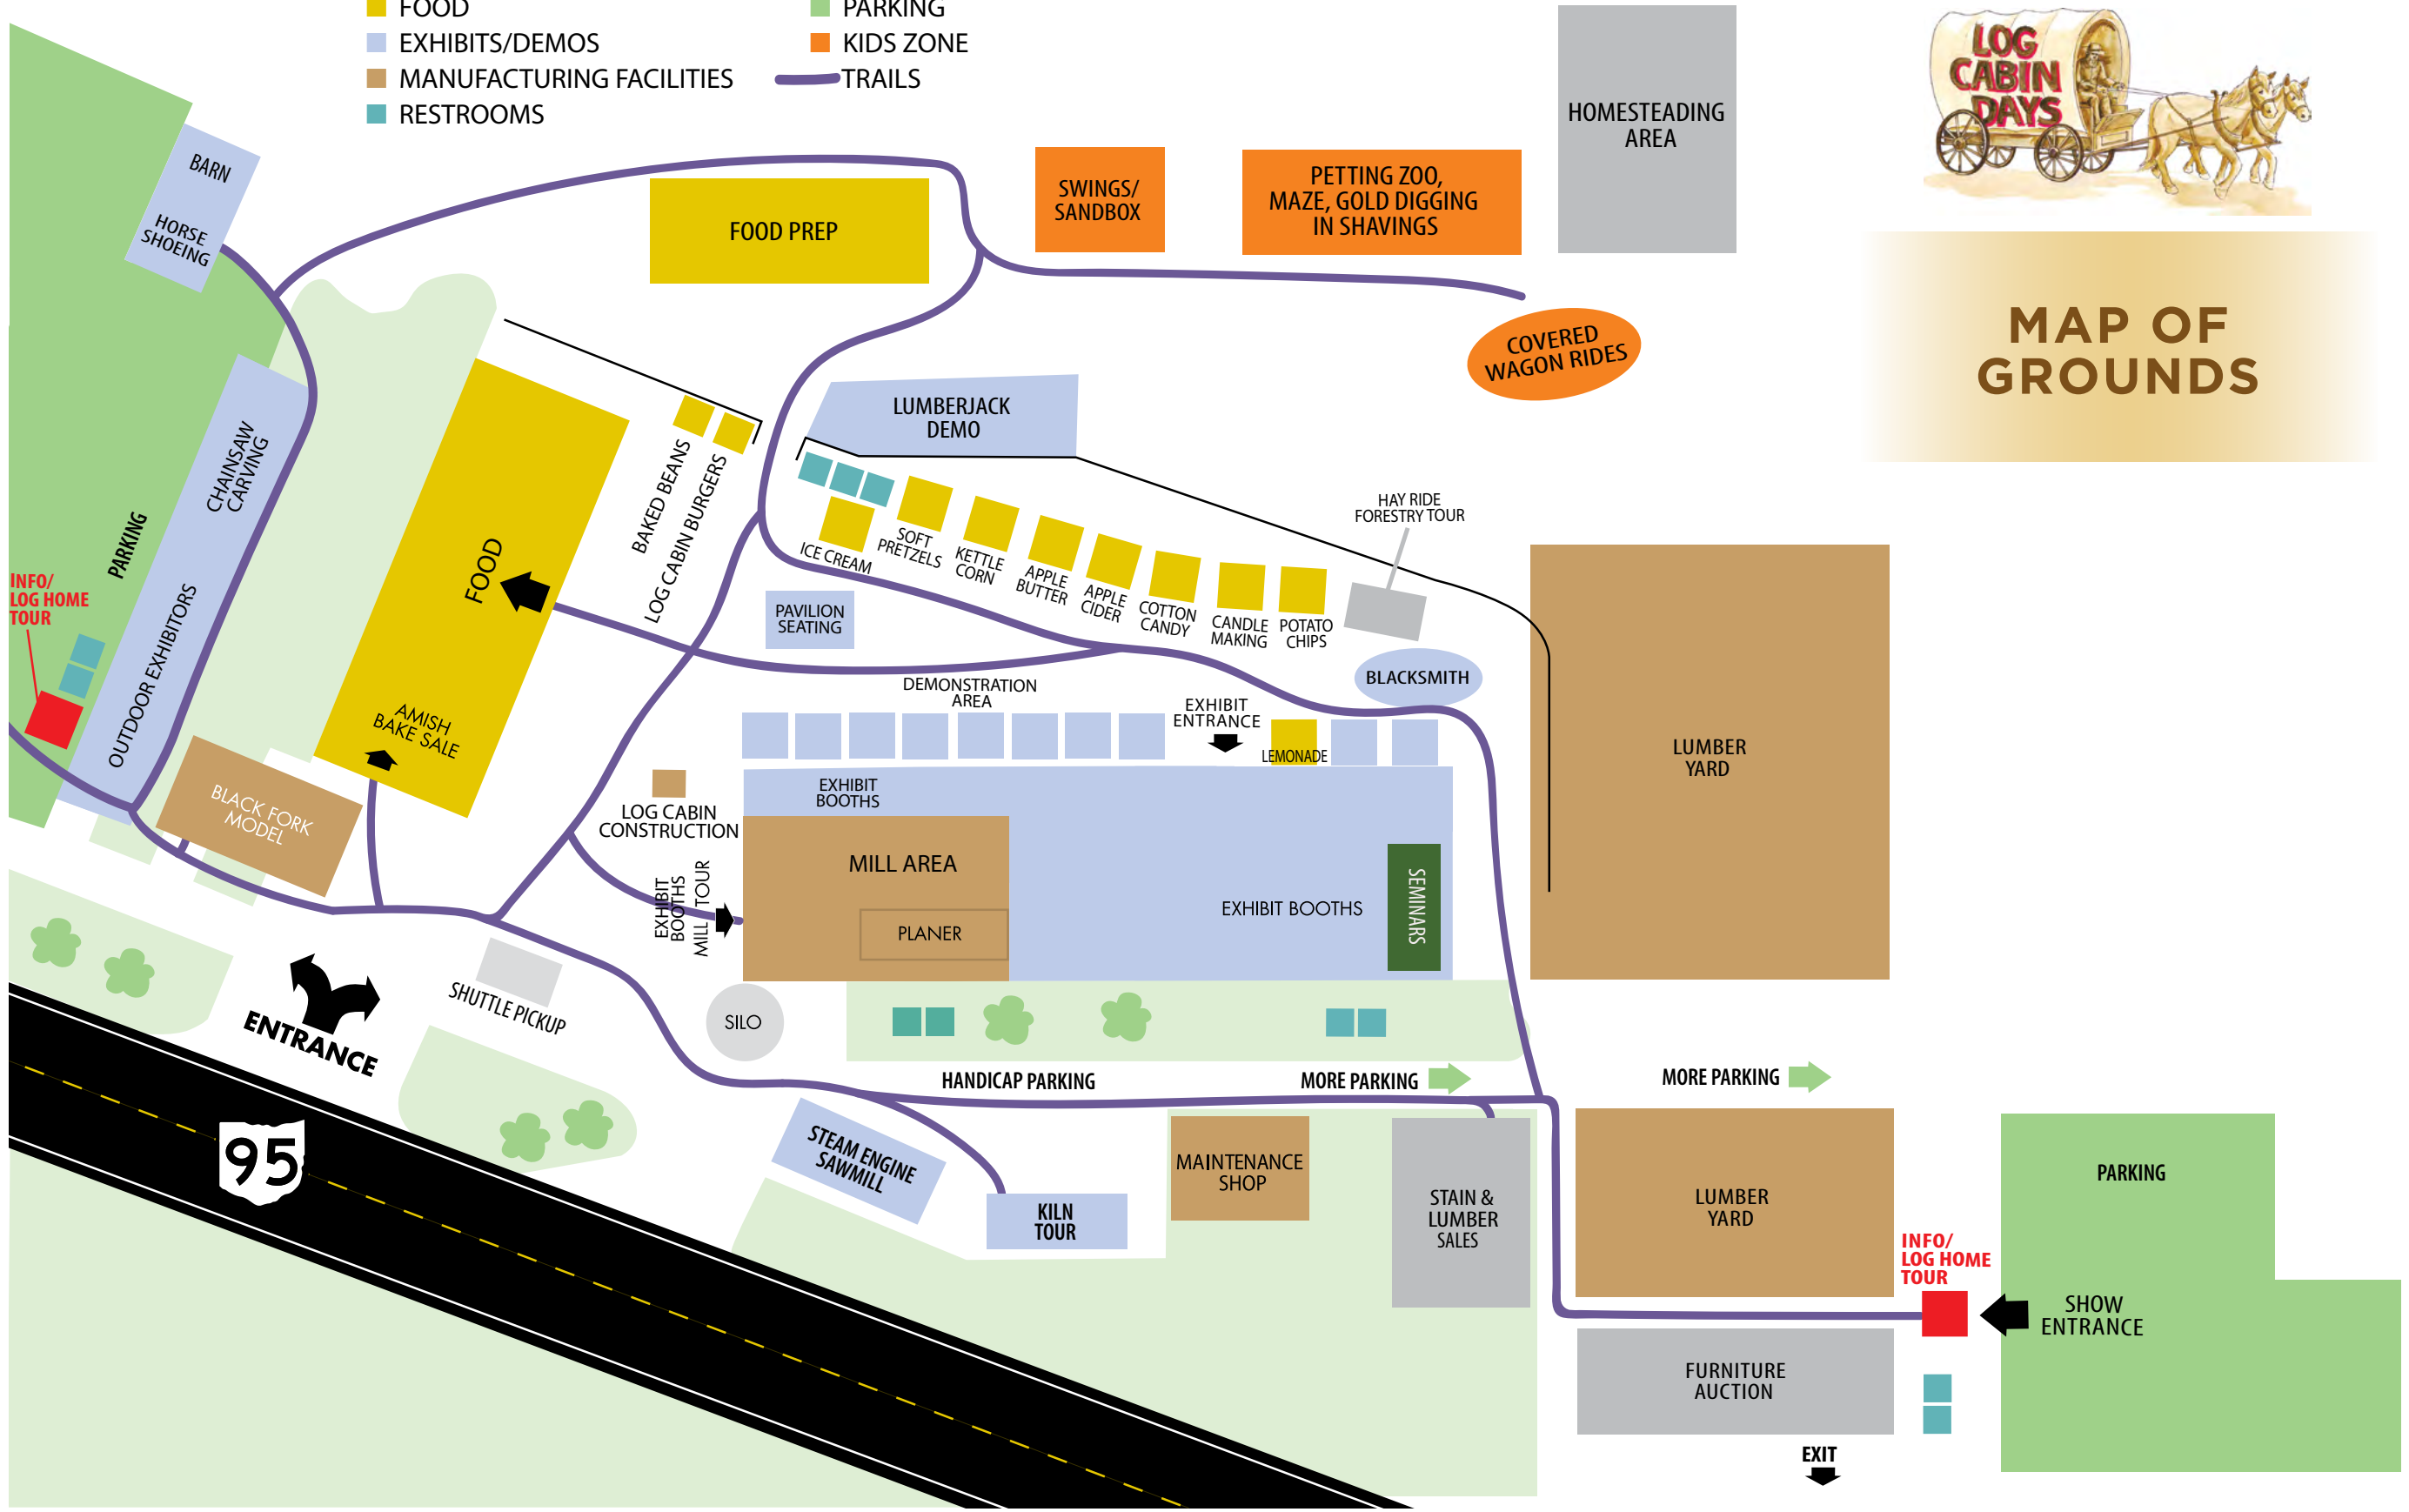 FOOD
EXHIBITS/DEMOS
MANUFACTURING FACILITIES
RESTROOMS
PARKING
KIDS ZONE
TRAILS
LOG
CABIN
DAYS
MAP OF
GROUNDS
HOMESTEADING
AREA
BARN
HORSE
SHOEING
FOOD PREP
SWINGS/
SANDBOX
PETTING ZOO,
MAZE, GOLD DIGGING
IN SHAVINGS
COVERED
WAGON RIDES
LUMBERJACK
DEMO
CHAINSAW
CARVING
PARKING
OUTDOOR EXHIBITORS
INFO/
LOG HOME
TOUR
FOOD
AMISH
BAKE SALE
BAKED BEANS
LOG CABIN BURGERS
ICE CREAM
SOFT
PRETZELS
KETTLE
CORN
APPLE
BUTTER
APPLE
CIDER
COTTON
CANDY
CANDLE
MAKING
POTATO
CHIPS
HAY RIDE
FORESTRY TOUR
PAVILION
SEATING
BLACKSMITH
DEMONSTRATION
AREA
EXHIBIT
ENTRANCE
LEMONADE
LUMBER
YARD
BLACK FORK
MODEL
LOG CABIN
CONSTRUCTION
EXHIBIT
BOOTHS
MILL AREA
PLANER
EXHIBIT
BOOTHS
MILL TOUR
EXHIBIT BOOTHS
SEMINARS
SHUTTLE PICKUP
SILO
ENTRANCE
95
HANDICAP PARKING
MORE PARKING
MORE PARKING
STEAM ENGINE
SAWMILL
KILN
TOUR
MAINTENANCE
SHOP
STAIN &
LUMBER
SALES
LUMBER
YARD
PARKING
INFO/
LOG HOME
TOUR
SHOW
ENTRANCE
FURNITURE
AUCTION
EXIT